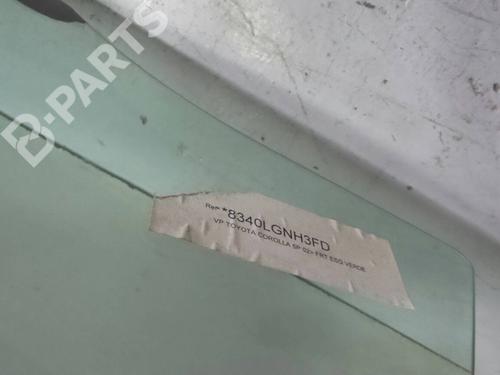 B-PARTS
Ref= *8340LGNH3FD
VP TOYOTA COROLLA 5P 02> FRT ESQ VERDE